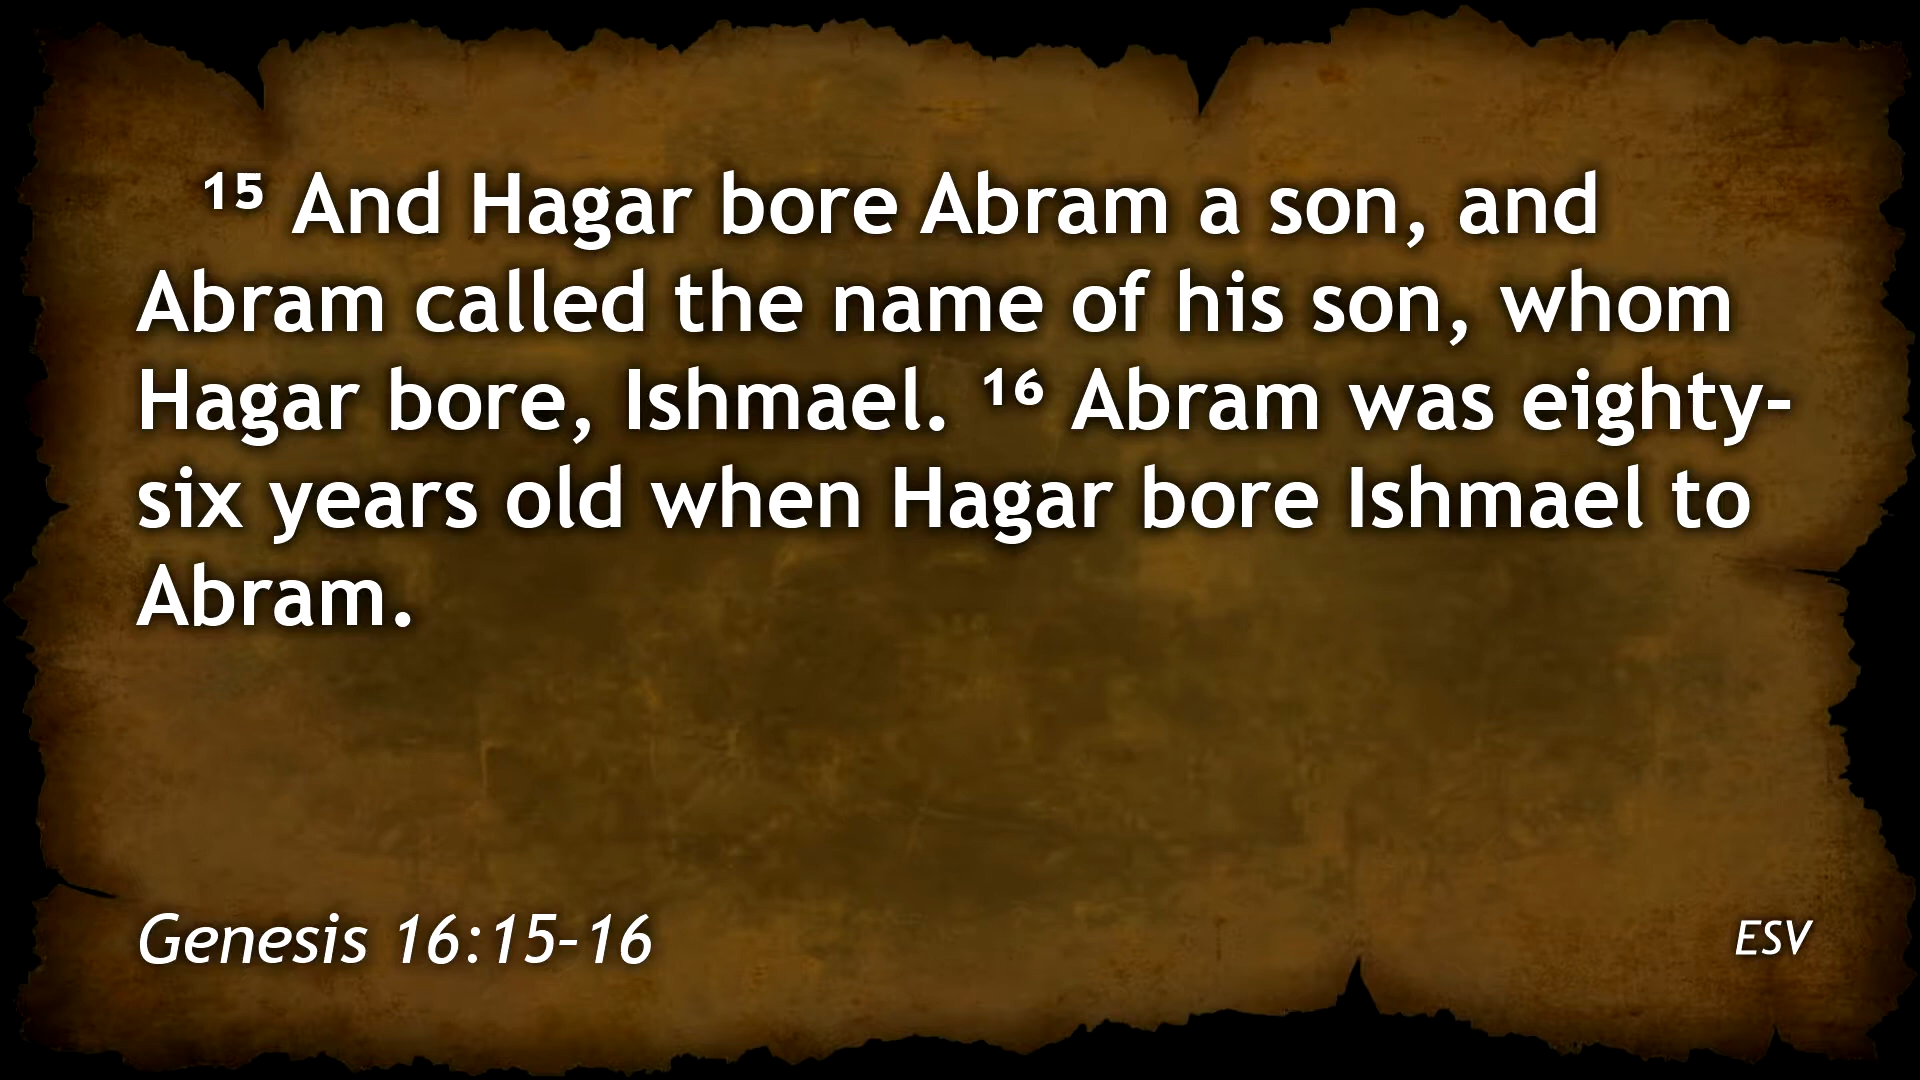 ¹⁵ And Hagar bore Abram a son, and
Abram called the name of his son, whom
Hagar bore, Ishmael. ¹⁶ Abram was eighty-
six years old when Hagar bore Ishmael to
Abram.
Genesis 16:15–16
ESV